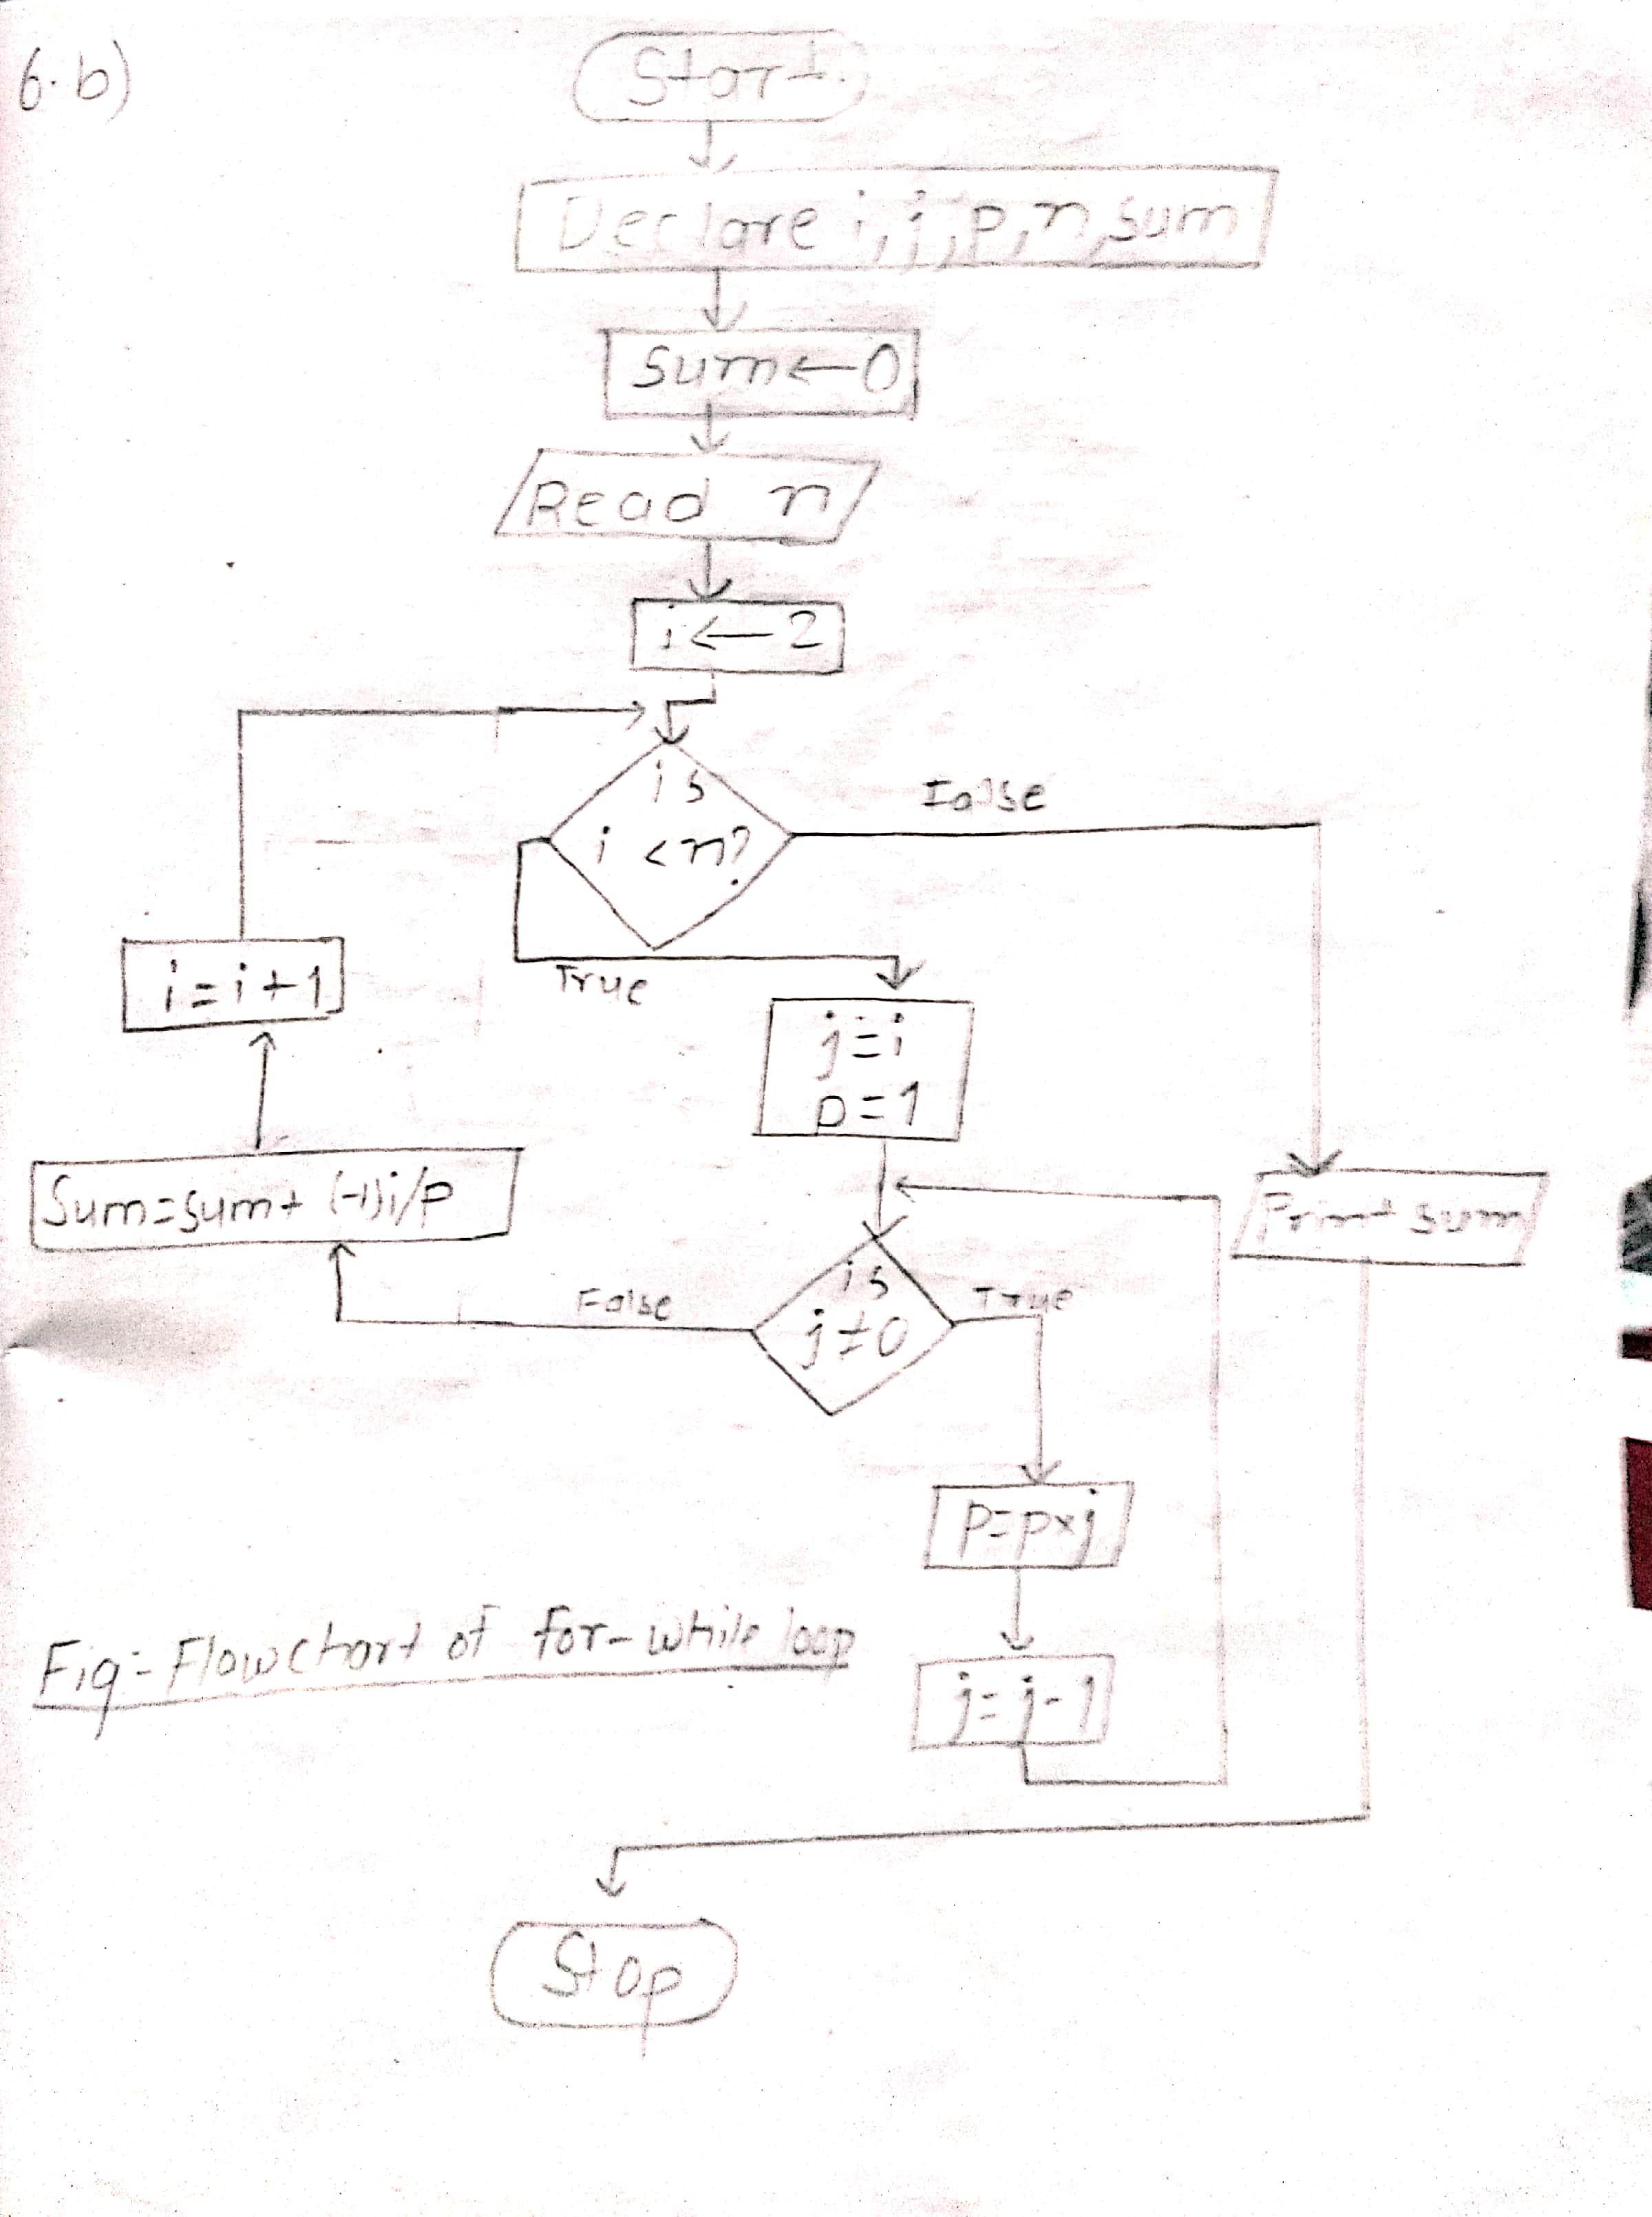 6.b)
Start.
Declare i, j, p, n, sum
Sum←0
Read n
i←2
is
i <n?
False
True
i=i+1
j=i
p=1
Sum=sum+ (-1)i/p
Print sum
is
j≠0
False
True
p=p×j
j=j-1
Fig:- Flowchart of for-while loop
Stop